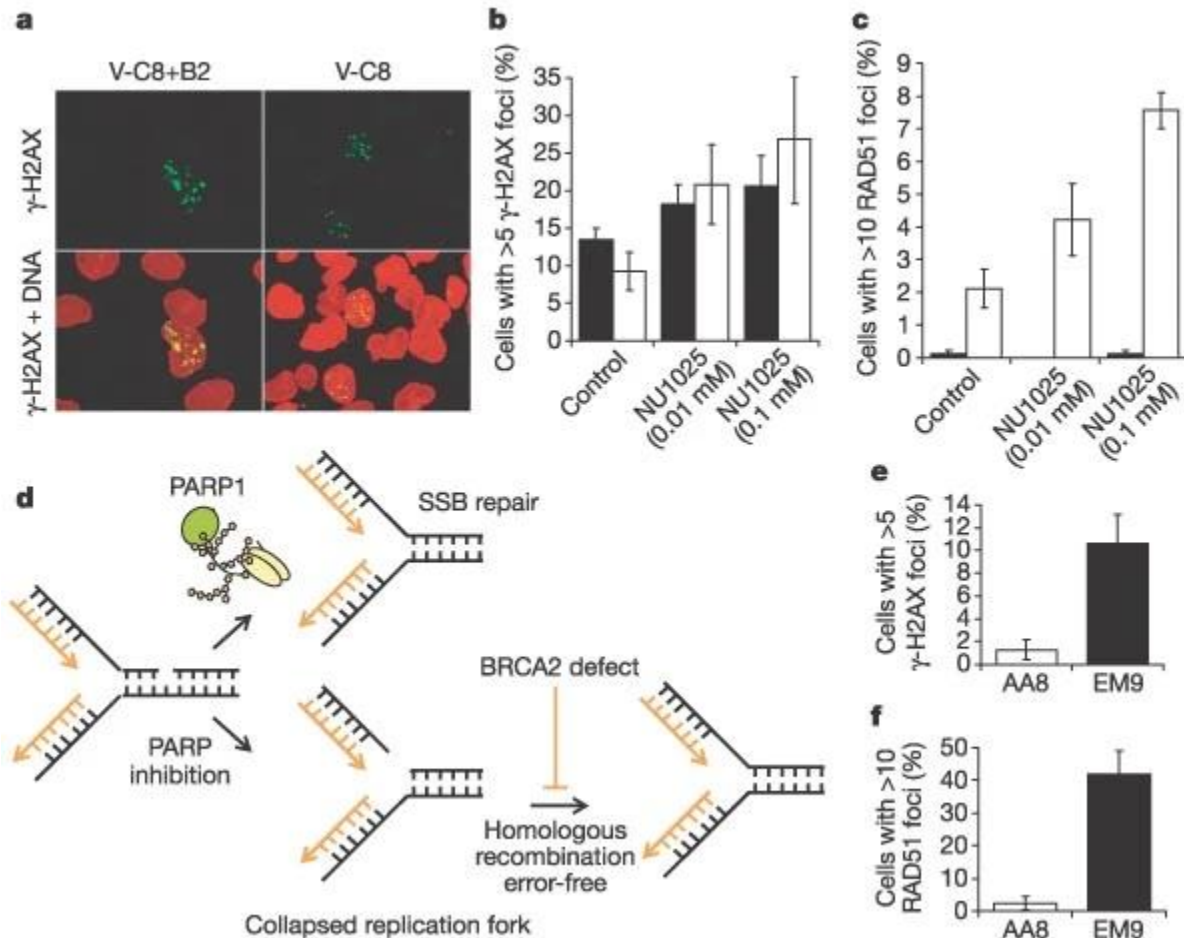 a
V-C8+B2
V-C8
γ-H2AX
γ-H2AX + DNA
b
Cells with >5 γ-H2AX foci (%)
35
30
25
20
15
10
5
0
Control
NU1025
(0.01 mM)
NU1025
(0.1 mM)
c
Cells with >10 RAD51 foci (%)
9
8
7
6
5
4
3
2
1
0
Control
NU1025
(0.01 mM)
NU1025
(0.1 mM)
d
PARP1
SSB repair
PARP
inhibition
BRCA2 defect
Homologous
recombination
error-free
Collapsed replication fork
e
Cells with >5
γ-H2AX foci (%)
14
12
10
8
6
4
2
0
AA8
EM9
f
Cells with >10
RAD51 foci (%)
50
40
30
20
10
0
AA8
EM9